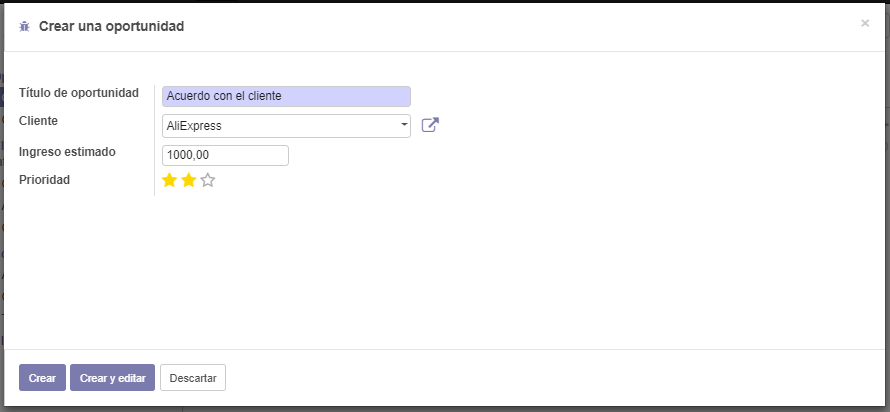 Crear una oportunidad
×
Título de oportunidad Acuerdo con el cliente
Cliente AliExpress
Ingreso estimado 1000,00
Prioridad
Crear Crear y editar Descartar